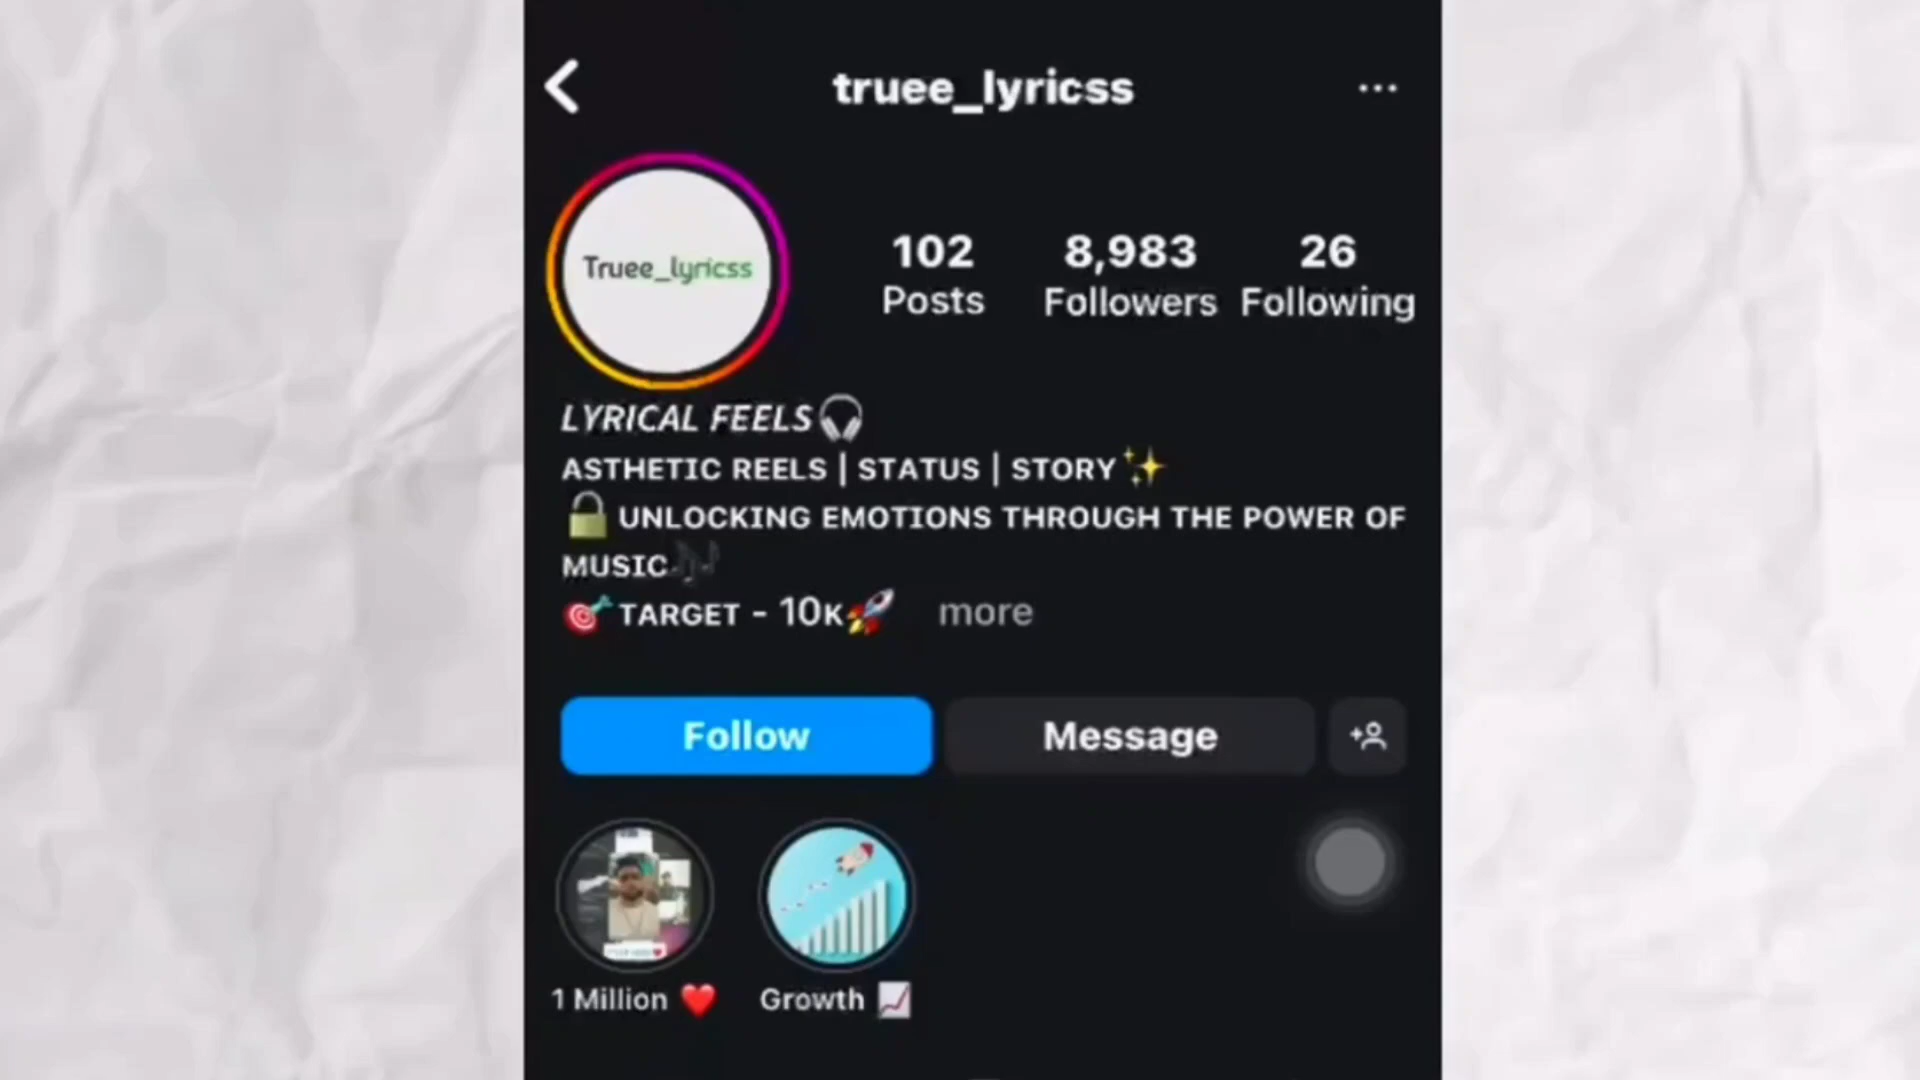 truee_lyricss
Truee_lyricss
102 8,983 26
Posts Followers Following
LYRICAL FEELS🎧
ASTHETIC REELS | STATUS | STORY✨
🔓 UNLOCKING EMOTIONS THROUGH THE POWER OF
MUSIC🎶
🎯 TARGET - 10K🚀 more
Follow Message
1 Million ❤️ Growth 📈